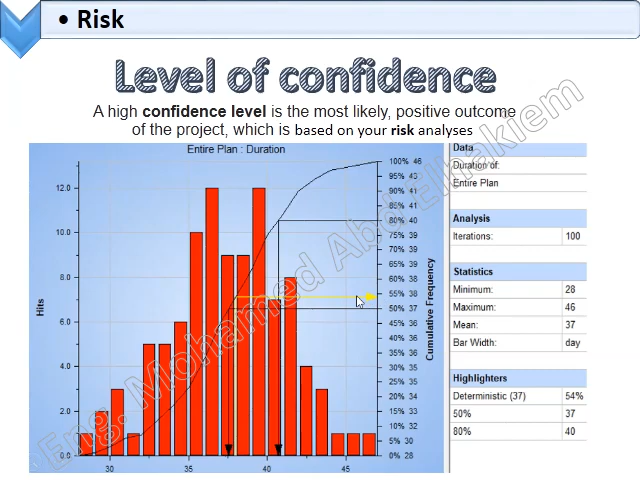 • Risk
Level of confidence
A high confidence level is the most likely, positive outcome
of the project, which is based on your risk analyses
Entire Plan : Duration
Hits
12.0
10.0
8.0
6.0
4.0
2.0
0.0
30 35 40 45
100% 46
95% 43
90% 41
85% 41
80% 40
75% 39
70% 39
65% 39
60% 38
55% 38
50% 37
45% 36
40% 36
35% 36
30% 35
25% 35
20% 34
15% 33
10% 32
5% 30
0% 28
Cumulative Frequency
Data
Duration of:
Entire Plan
Analysis
Iterations: 100
Statistics
Minimum: 28
Maximum: 46
Mean: 37
Bar Width: day
Highlighters
Deterministic (37) 54%
50% 37
80% 40
©Eng. Mohamed Abd Elhakiem